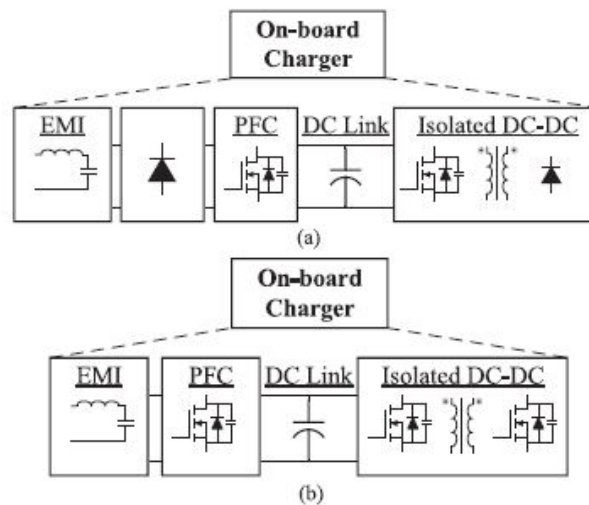 On-board
Charger
EMI
PFC
DC Link
Isolated DC-DC
(a)
On-board
Charger
EMI
PFC
DC Link
Isolated DC-DC
(b)